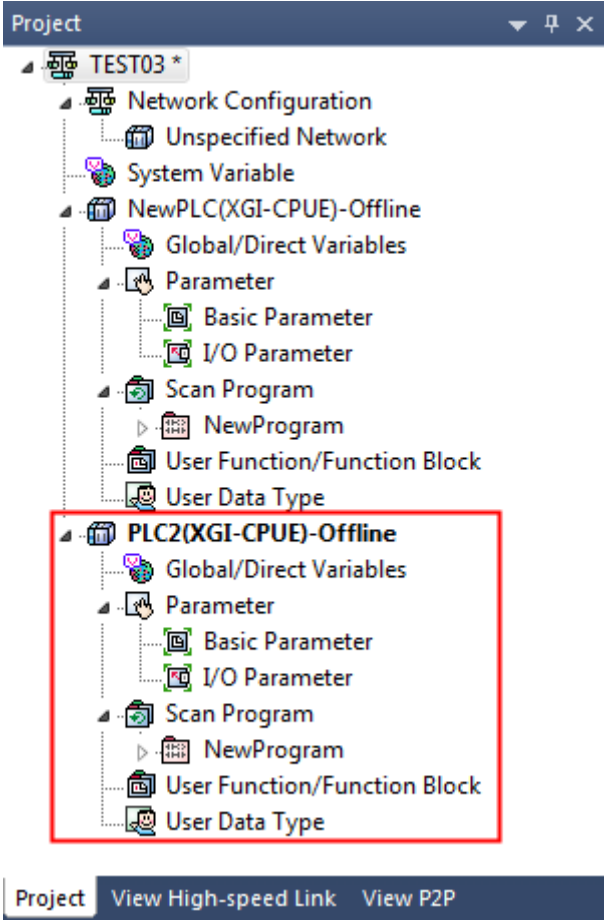 Project
TEST03 *
Network Configuration
Unspecified Network
System Variable
NewPLC(XGI-CPUE)-Offline
Global/Direct Variables
Parameter
Basic Parameter
I/O Parameter
Scan Program
NewProgram
User Function/Function Block
User Data Type
PLC2(XGI-CPUE)-Offline
Global/Direct Variables
Parameter
Basic Parameter
I/O Parameter
Scan Program
NewProgram
User Function/Function Block
User Data Type
Project View High-speed Link View P2P